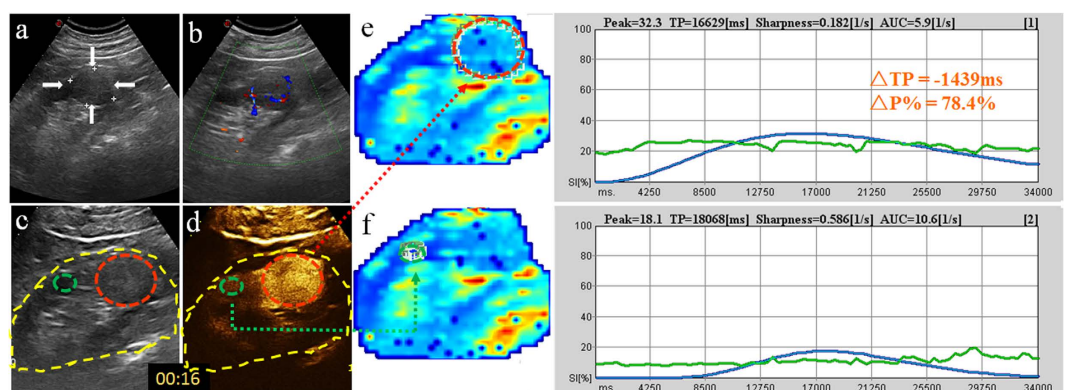 a
b
e
Peak=32.3 TP=16629[ms] Sharpness=0.182[1/s] AUC=5.9[1/s] [1]
100
80
60
40
20
SI[%]
△TP = -1439ms
△P% = 78.4%
ms. 4250 8500 12750 17000 21250 25500 29750 34000
c
d
f
00:16
Peak=18.1 TP=18068[ms] Sharpness=0.586[1/s] AUC=10.6[1/s] [2]
100
80
60
40
20
SI[%]
ms. 4250 8500 12750 17000 21250 25500 29750 34000